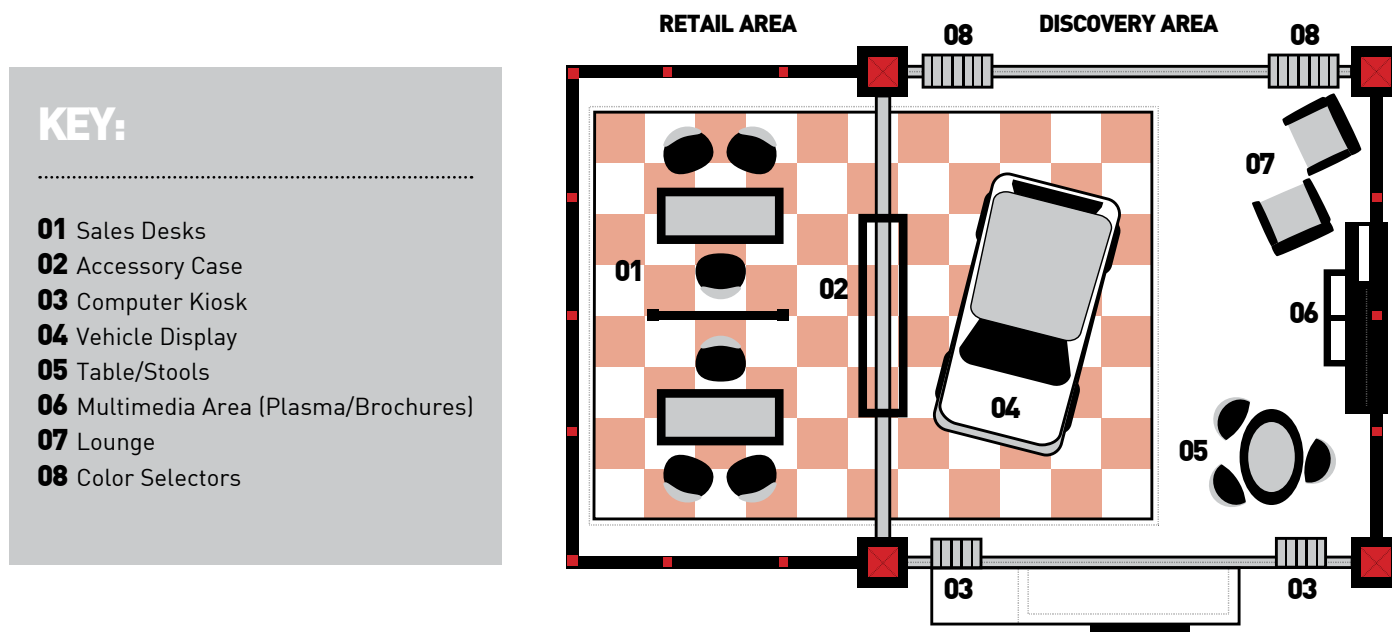 KEY:
01 Sales Desks
02 Accessory Case
03 Computer Kiosk
04 Vehicle Display
05 Table/Stools
06 Multimedia Area (Plasma/Brochures)
07 Lounge
08 Color Selectors
RETAIL AREA
DISCOVERY AREA
08
08
07
01
02
06
04
05
03
03